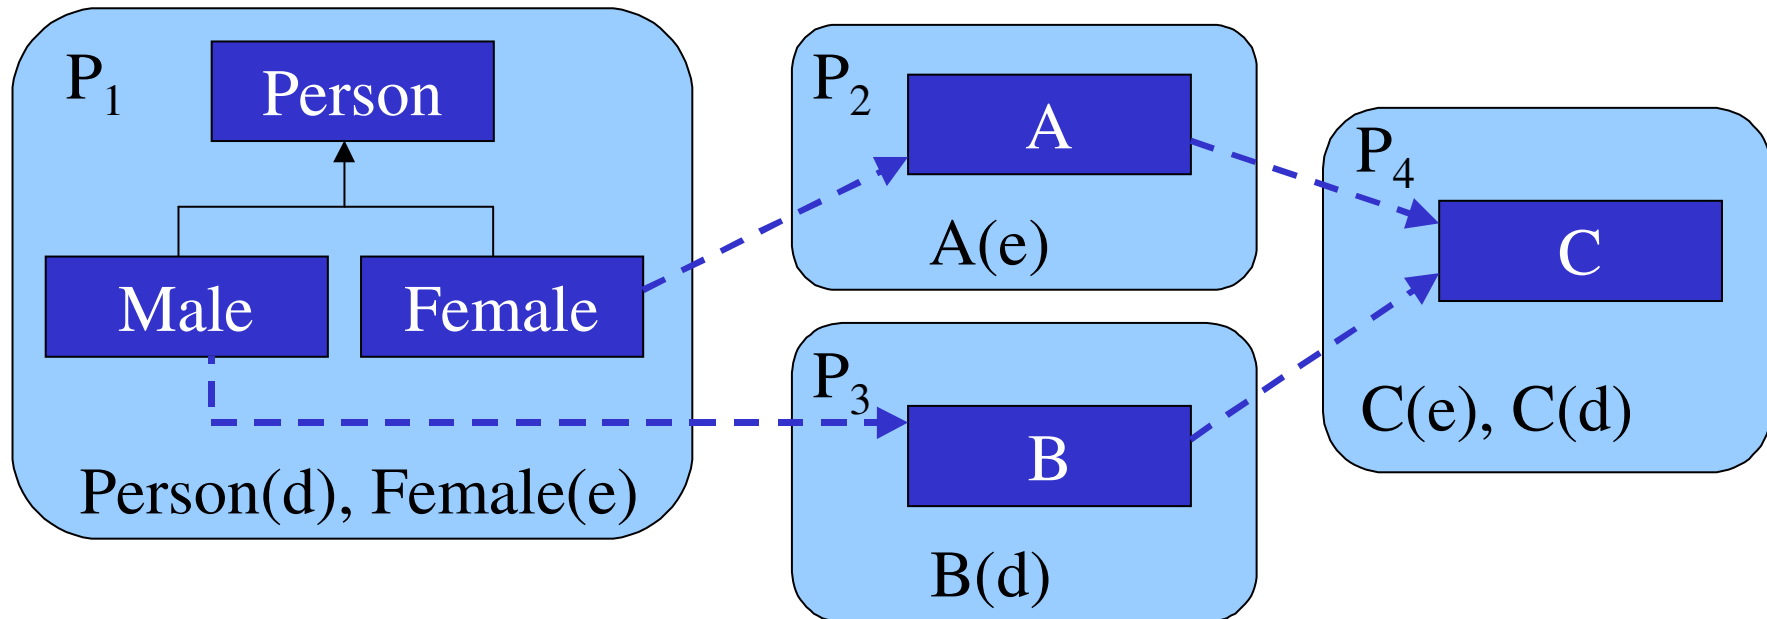 P₁
Person
Male
Female
Person(d), Female(e)
P₂
A
A(e)
P₃
B
B(d)
P₄
C
C(e), C(d)